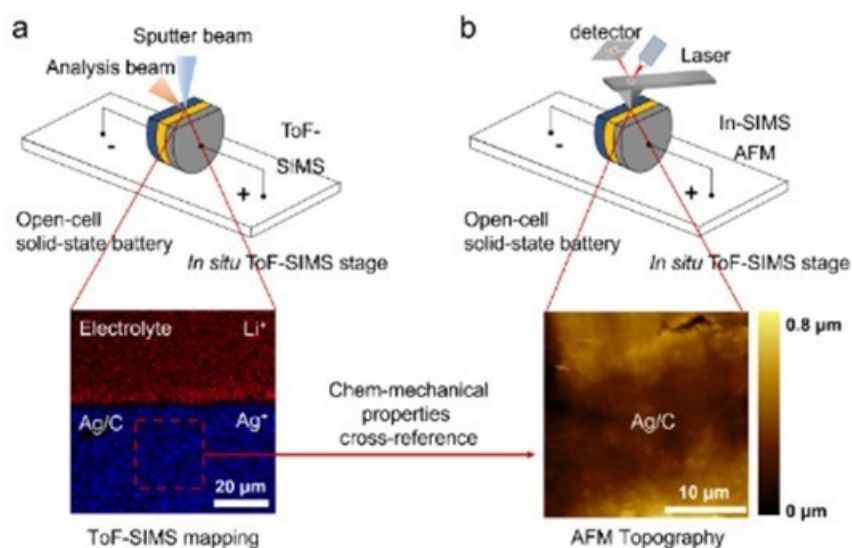 a
Sputter beam
Analysis beam
ToF-
SIMS
-
+
Open-cell
solid-state battery
In situ ToF-SIMS stage
Electrolyte
Li⁺
Ag/C
Ag⁺
20 μm
ToF-SIMS mapping
Chem-mechanical
properties
cross-reference
b
detector
Laser
In-SIMS
AFM
-
+
Open-cell
solid-state battery
In situ ToF-SIMS stage
Ag/C
10 μm
0.8 μm
0 μm
AFM Topography